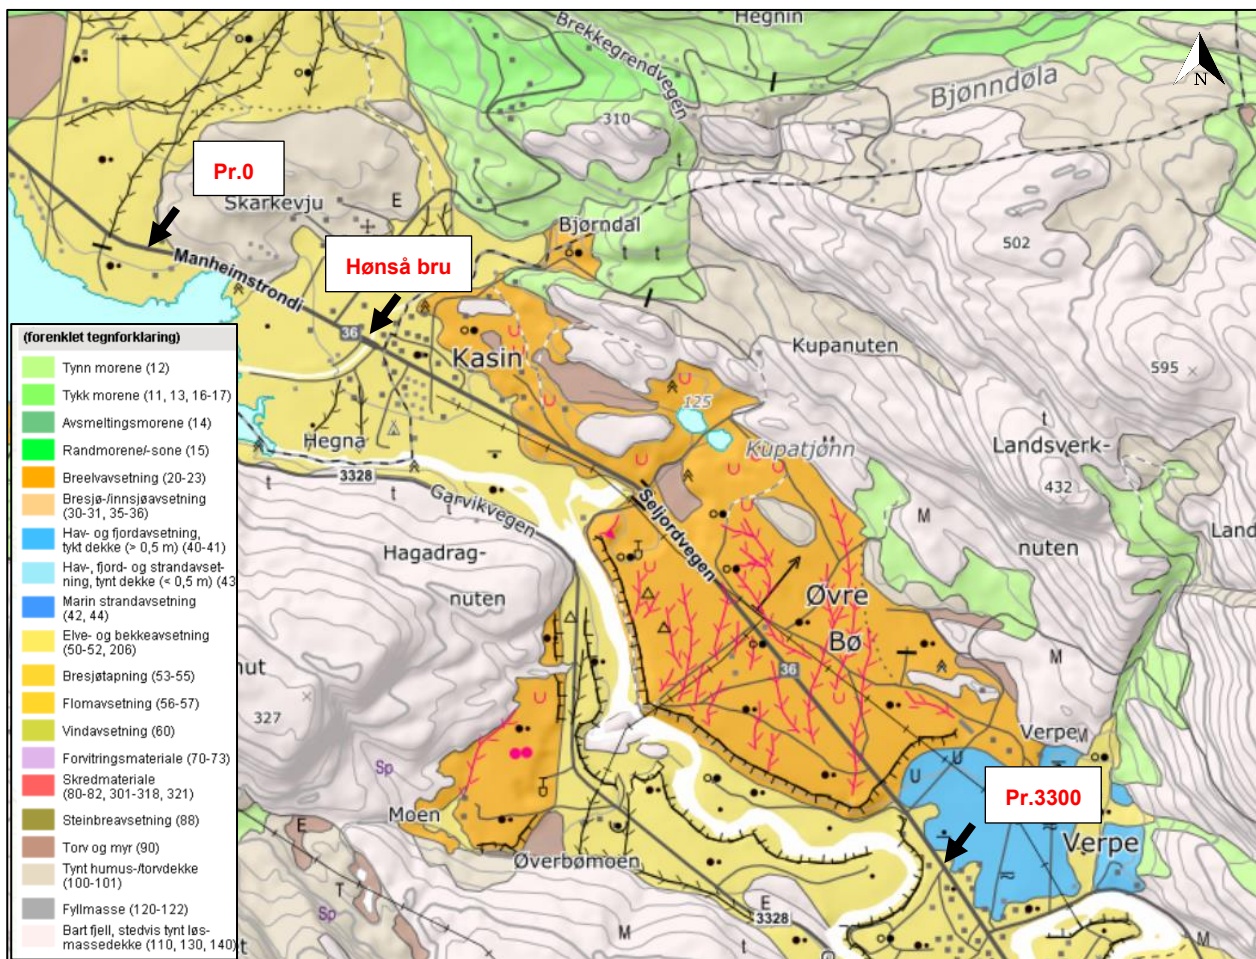 Hegnin
Brekkegrendvegen
N
Bjønndøla
310
Pr.0
Skarkevju
E
Bjørndal
t
t
t
502
Manheimstrondi
Hønså bru
36
Kasin
Kupanuten
595
125
Kupatjønn
M
t
Landsverk-
nuten
432
M
Land
Hegna
3328
t
t
Garvikvegen
Seljordvegen
Hagadrag-
nuten
Øvre
Bø
36
M
327
Sp
Verpe
M
U
U
Pr.3300
Moen
Verpe
Øverbømoen
E
T
Sp
E
3328
M
t
M
(forenklet tegnforklaring)
Tynn morene (12)
Tykk morene (11, 13, 16-17)
Avsmeltingsmorene (14)
Randmorene/-sone (15)
Breelvavsetning (20-23)
Bresjø-/innsjøavsetning
(30-31, 35-36)
Hav- og fjordavsetning,
tykt dekke (> 0,5 m) (40-41)
Hav-, fjord- og strandavset-
ning, tynt dekke (< 0,5 m) (43
Marin strandavsetning
(42, 44)
Elve- og bekkeavsetning
(50-52, 206)
Bresjøtapning (53-55)
Flomavsetning (56-57)
Vindavsetning (60)
Forvitringsmateriale (70-73)
Skredmateriale
(80-82, 301-318, 321)
Steinbreavsetning (88)
Torv og myr (90)
Tynt humus-/torvdekke
(100-101)
Fyllmasse (120-122)
Bart fjell, stedvis tynt løs-
massedekke (110, 130, 140)